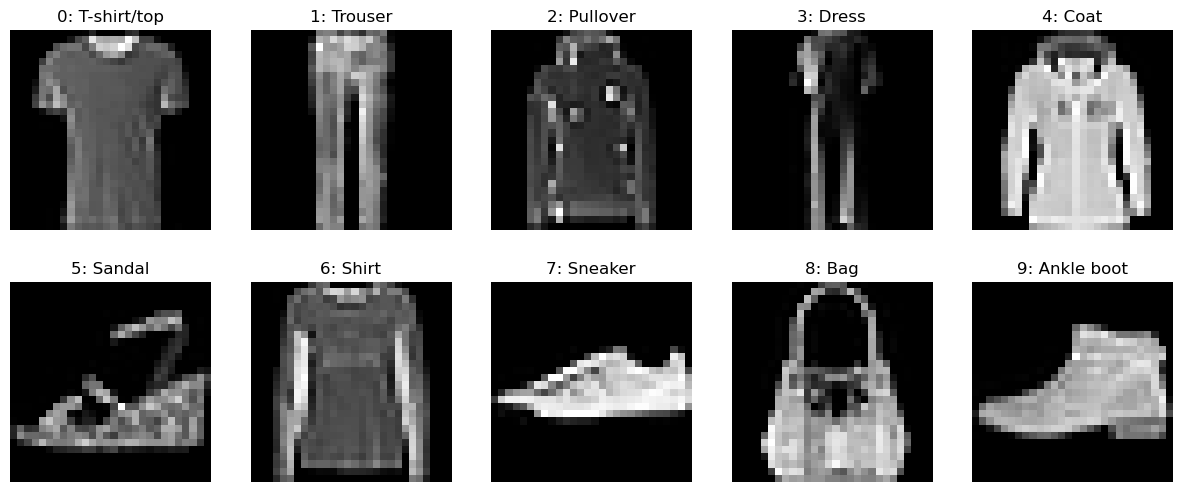 0: T-shirt/top
1: Trouser
2: Pullover
3: Dress
4: Coat
5: Sandal
6: Shirt
7: Sneaker
8: Bag
9: Ankle boot